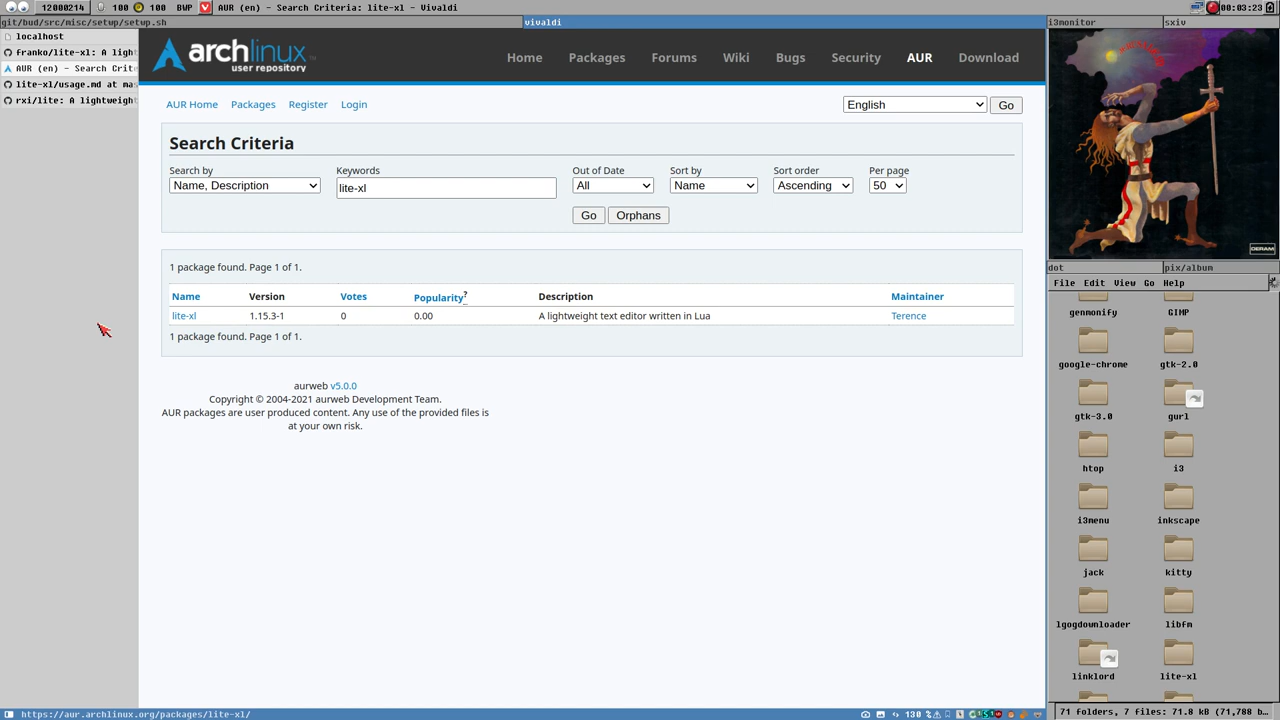 12000214 100 100 BWP AUR (en) - Search Criteria: lite-xl - Vivaldi 00:03:23
git/bud/src/misc/setup/setup.sh vivaldi i3monitor sxiv
localhost
franko/lite-xl: A ligh
AUR (en) - Search Crite
lite-xl/usage.md at ma
rxi/lite: A lightweigh
archlinux
user repository
Home Packages Forums Wiki Bugs Security AUR Download
AUR Home Packages Register Login English Go
Search Criteria
Search by Keywords Out of Date Sort by Sort order Per page
Name, Description lite-xl All Name Ascending 50
Go Orphans
1 package found. Page 1 of 1.
Name Version Votes Popularity? Description Maintainer
lite-xl 1.15.3-1 0 0.00 A lightweight text editor written in Lua Terence
1 package found. Page 1 of 1.
aurweb v5.0.0
Copyright © 2004-2021 aurweb Development Team.
AUR packages are user produced content. Any use of the provided files is
at your own risk.
DERAM
dot pix/album
File Edit View Go Help
genmonify GIMP
google-chrome gtk-2.0
gtk-3.0 gurl
htop i3
i3menu inkscape
jack kitty
lgogdownloader libfm
linklord lite-xl
https://aur.archlinux.org/packages/lite-xl/ 130 %
71 folders, 7 files: 71.8 kB (71,788 b…